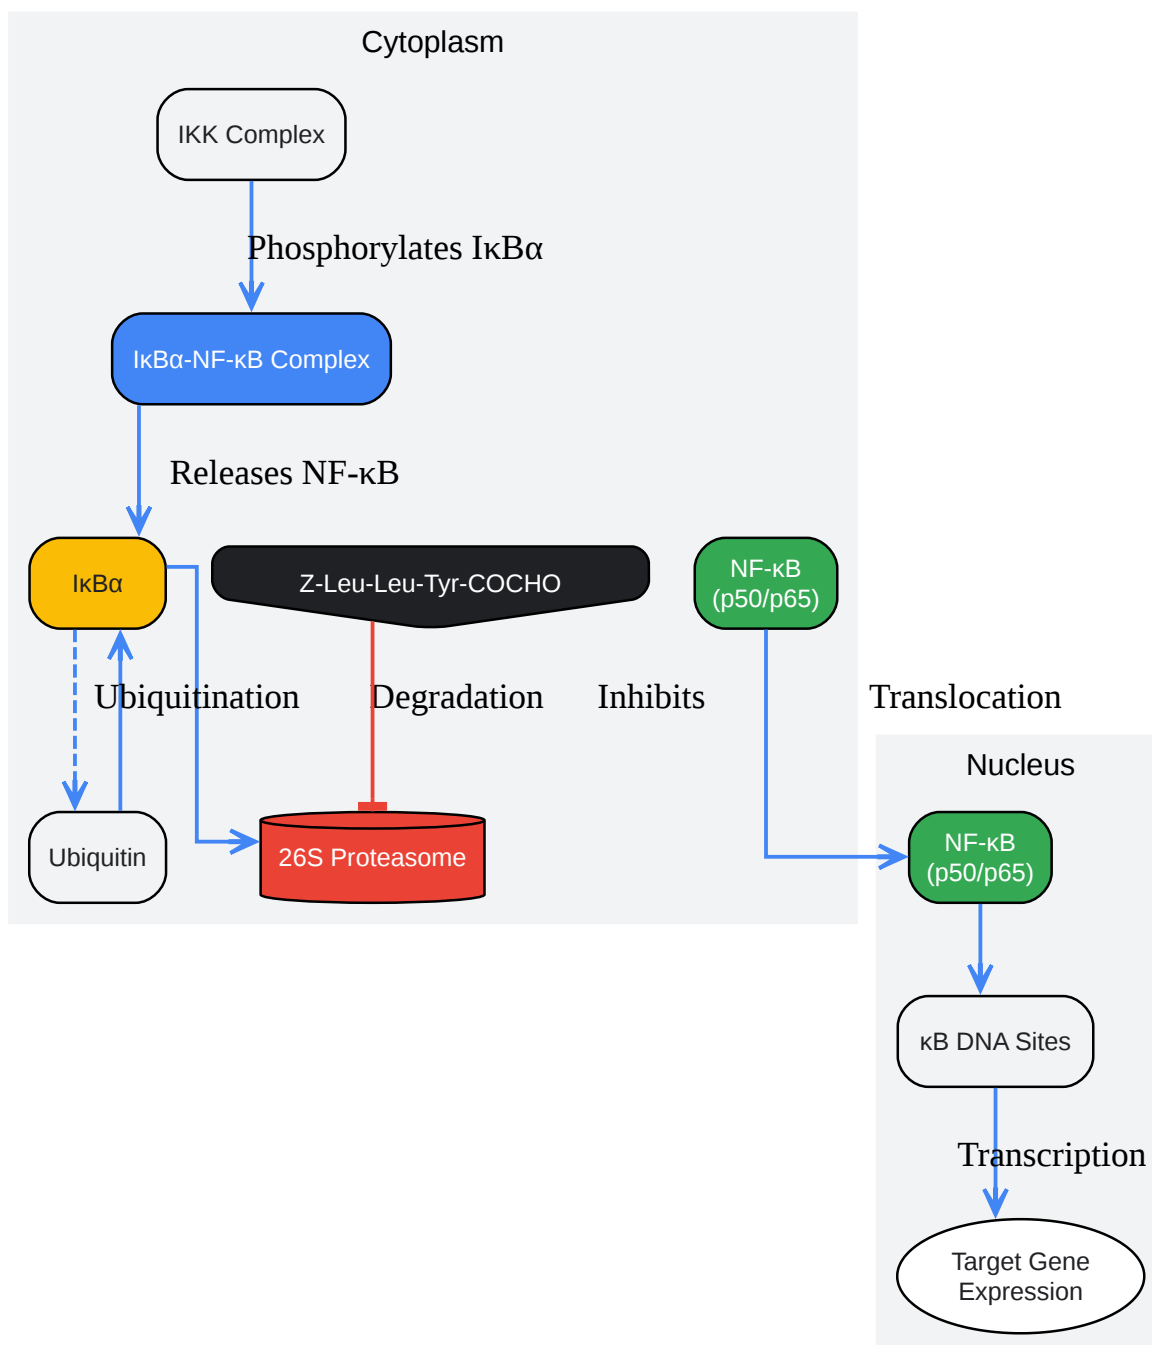 Cytoplasm
IKK Complex
Phosphorylates IκBα
IκBα-NF-κB Complex
Releases NF-κB
IκBα
Z-Leu-Leu-Tyr-COCHO
NF-κB
(p50/p65)
Ubiquitination
Degradation
Inhibits
Translocation
Nucleus
Ubiquitin
26S Proteasome
NF-κB
(p50/p65)
κB DNA Sites
Transcription
Target Gene
Expression